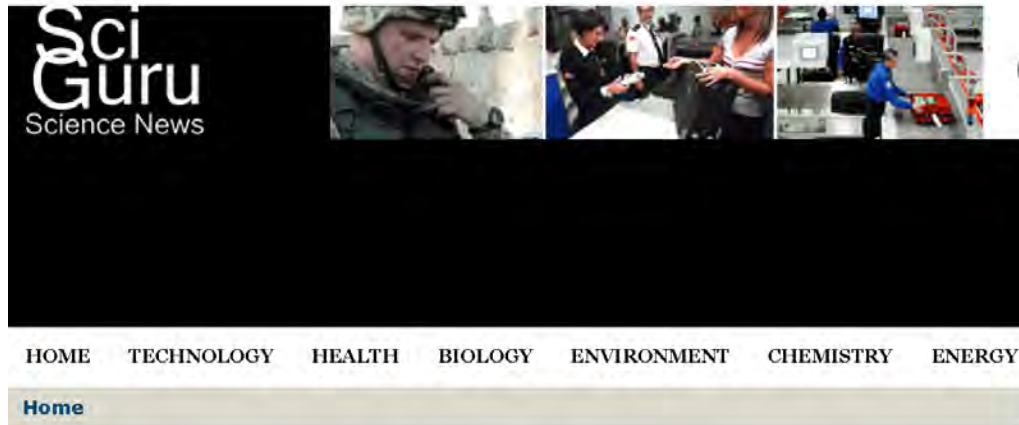 Sci
Guru
Science News
HOME TECHNOLOGY HEALTH BIOLOGY ENVIRONMENT CHEMISTRY ENERGY
Home